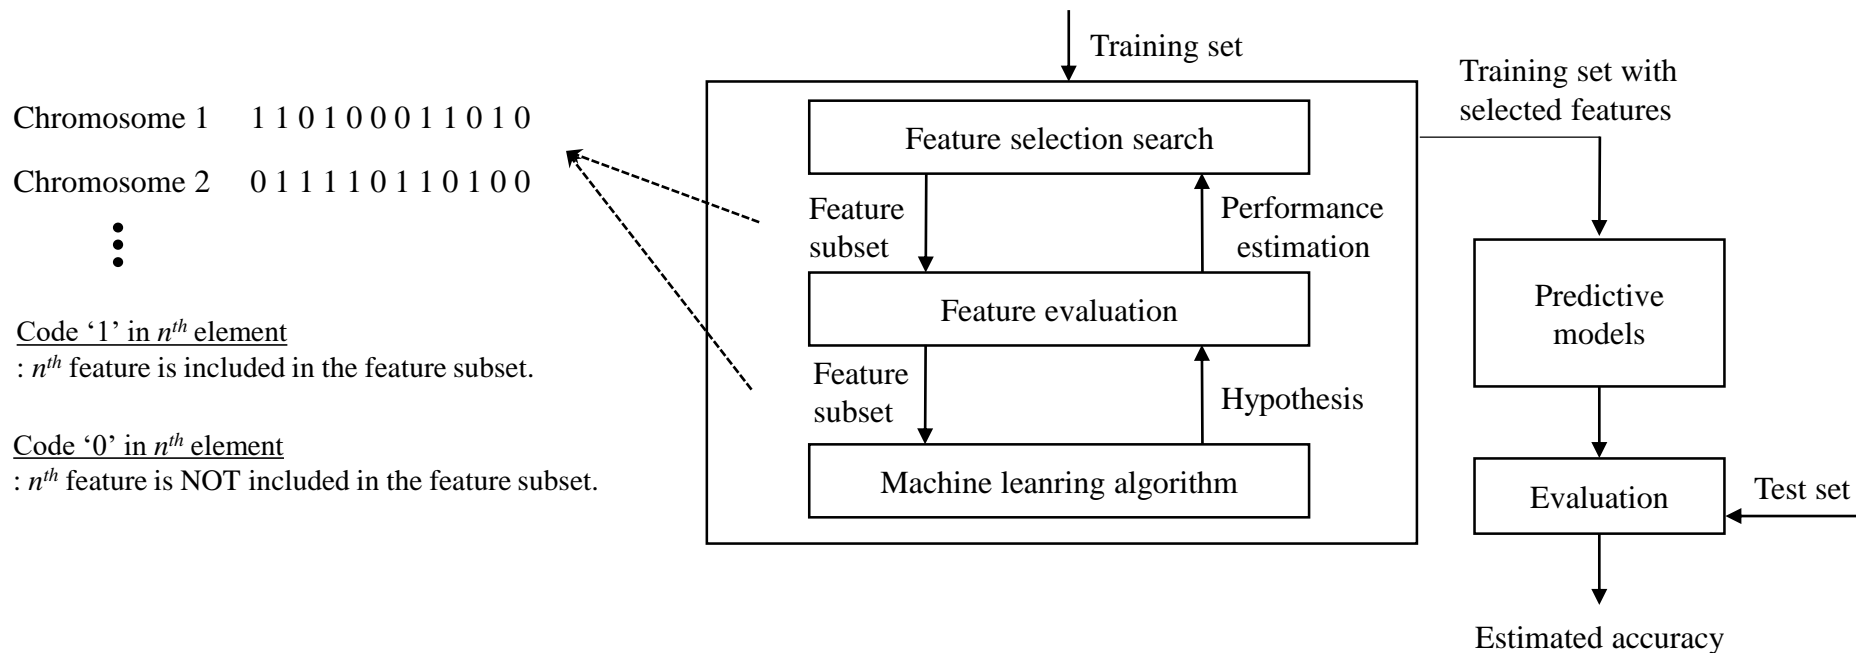 Chromosome 1 1 1 0 1 0 0 0 1 1 0 1 0
Chromosome 2 0 1 1 1 1 0 1 1 0 1 0 0
Code ‘1’ in nth element
: nth feature is included in the feature subset.
Code ‘0’ in nth element
: nth feature is NOT included in the feature subset.
Training set
Feature selection search
Feature
subset
Performance
estimation
Feature evaluation
Feature
subset
Hypothesis
Machine leanring algorithm
Training set with
selected features
Predictive
models
Evaluation
Test set
Estimated accuracy